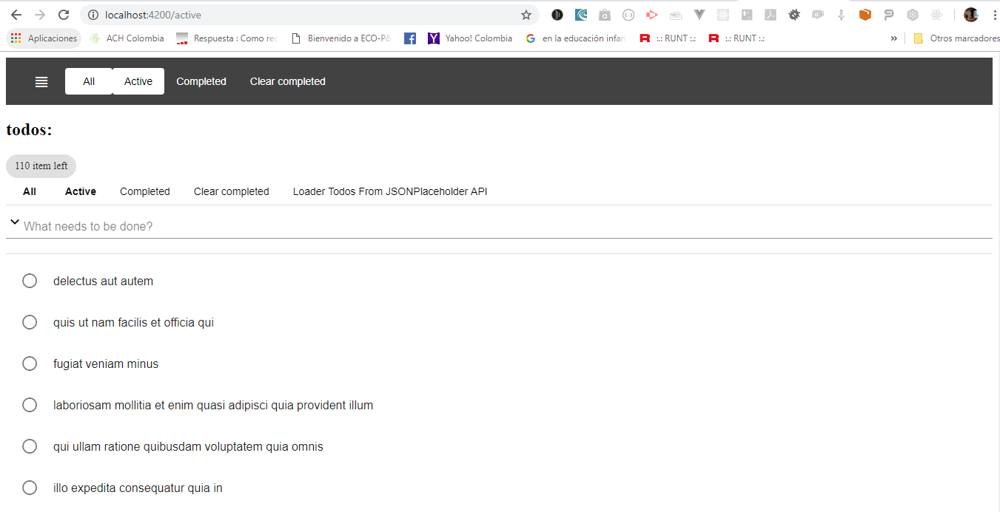 localhost:4200/active
Aplicaciones ACH Colombia Respuesta : Como rec Bienvenido a ECO-P& Yahoo! Colombia en la educación infan .:: RUNT ::. .:: RUNT ::. » Otros marcadores
All Active Completed Clear completed
todos:
110 item left
All Active Completed Clear completed Loader Todos From JSONPlaceholder API
What needs to be done?
delectus aut autem
quis ut nam facilis et officia qui
fugiat veniam minus
laboriosam mollitia et enim quasi adipisci quia provident illum
qui ullam ratione quibusdam voluptatem quia omnis
illo expedita consequatur quia in